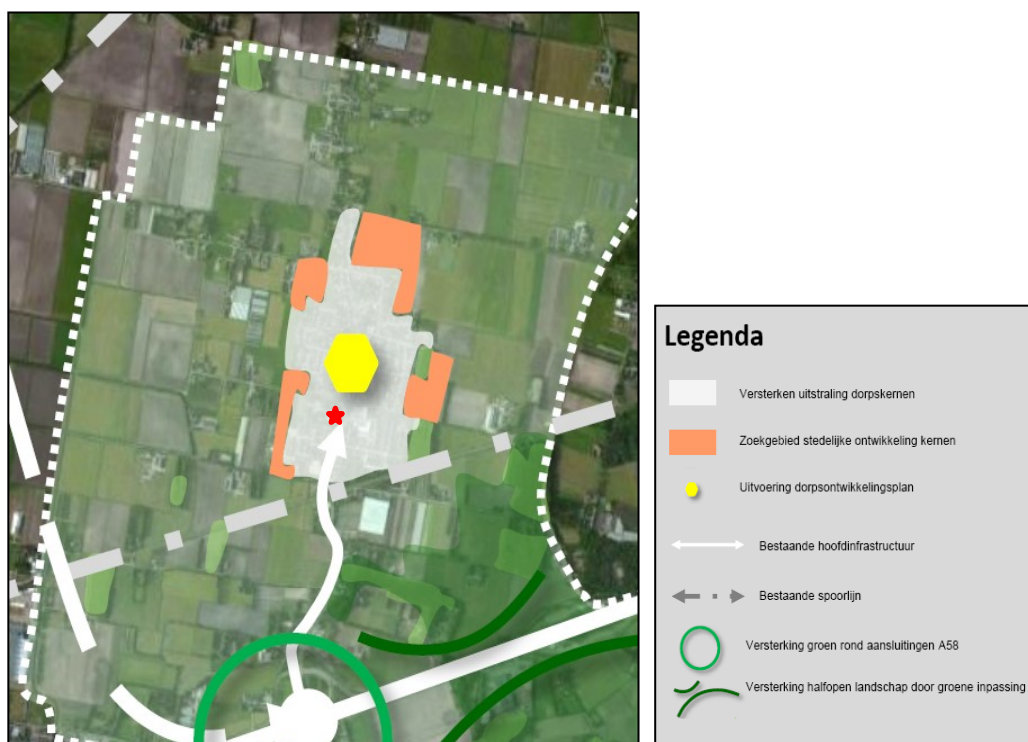 Legenda
Versterken uitstraling dorpskernen
Zoekgebied stedelijke ontwikkeling kernen
Uitvoering dorpsontwikkelingsplan
Bestaande hoofdinfrastructuur
Bestaande spoorlijn
Versterking groen rond aansluitingen A58
Versterking halfopen landschap door groene inpassing